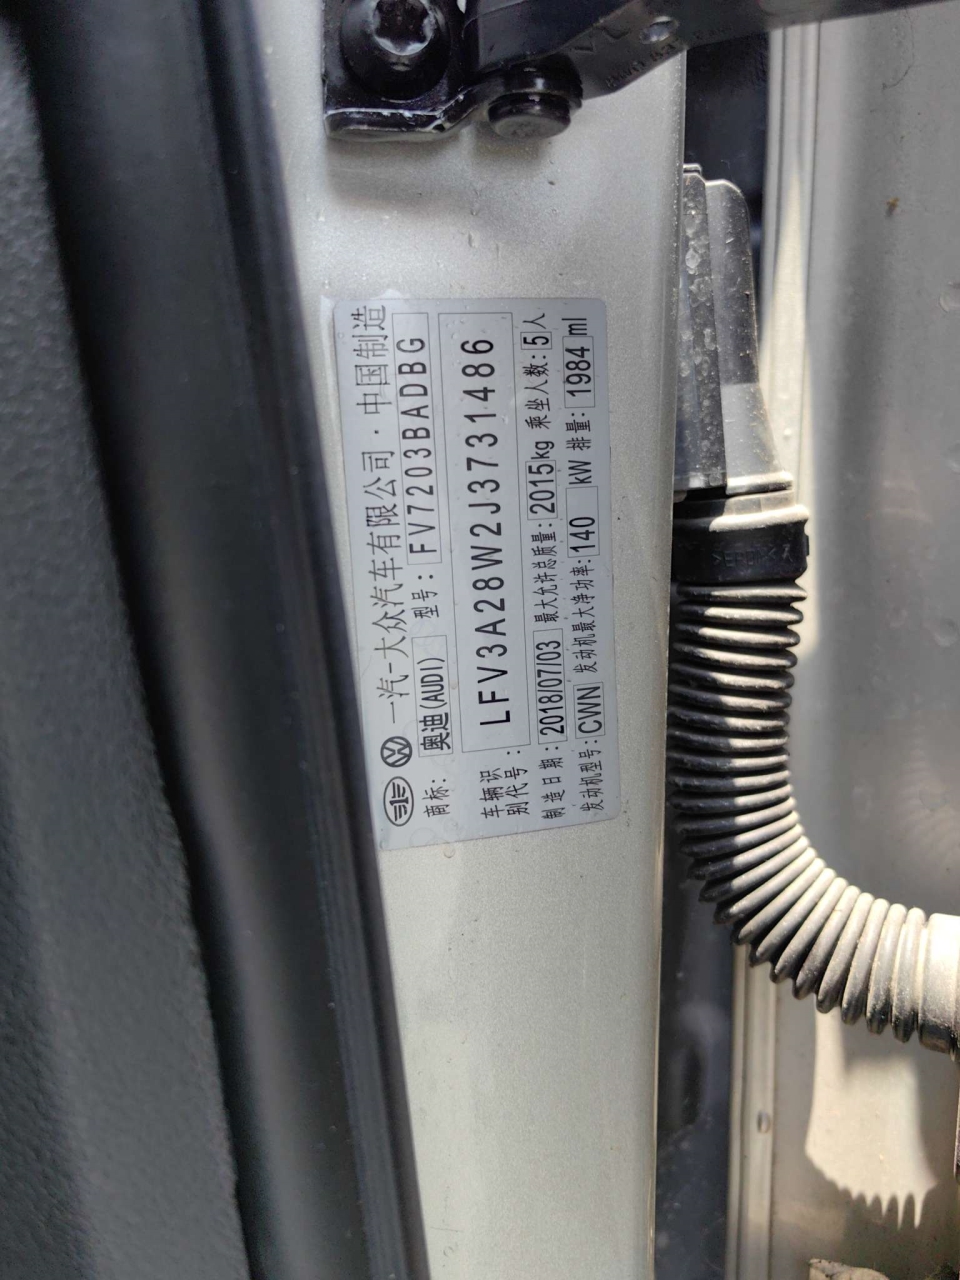 一汽-大众汽车有限公司·中国制造
商标: 奥迪(AUDI) 型号: FV7203BADBG
车辆识
别代号: LFV3A28W2J3731486
制造日期: 2018/07/03 最大允许总质量: 2015kg 乘坐人数: 5人
发动机型号: CWN 发动机最大净功率: 140 kW 排量: 1984 ml